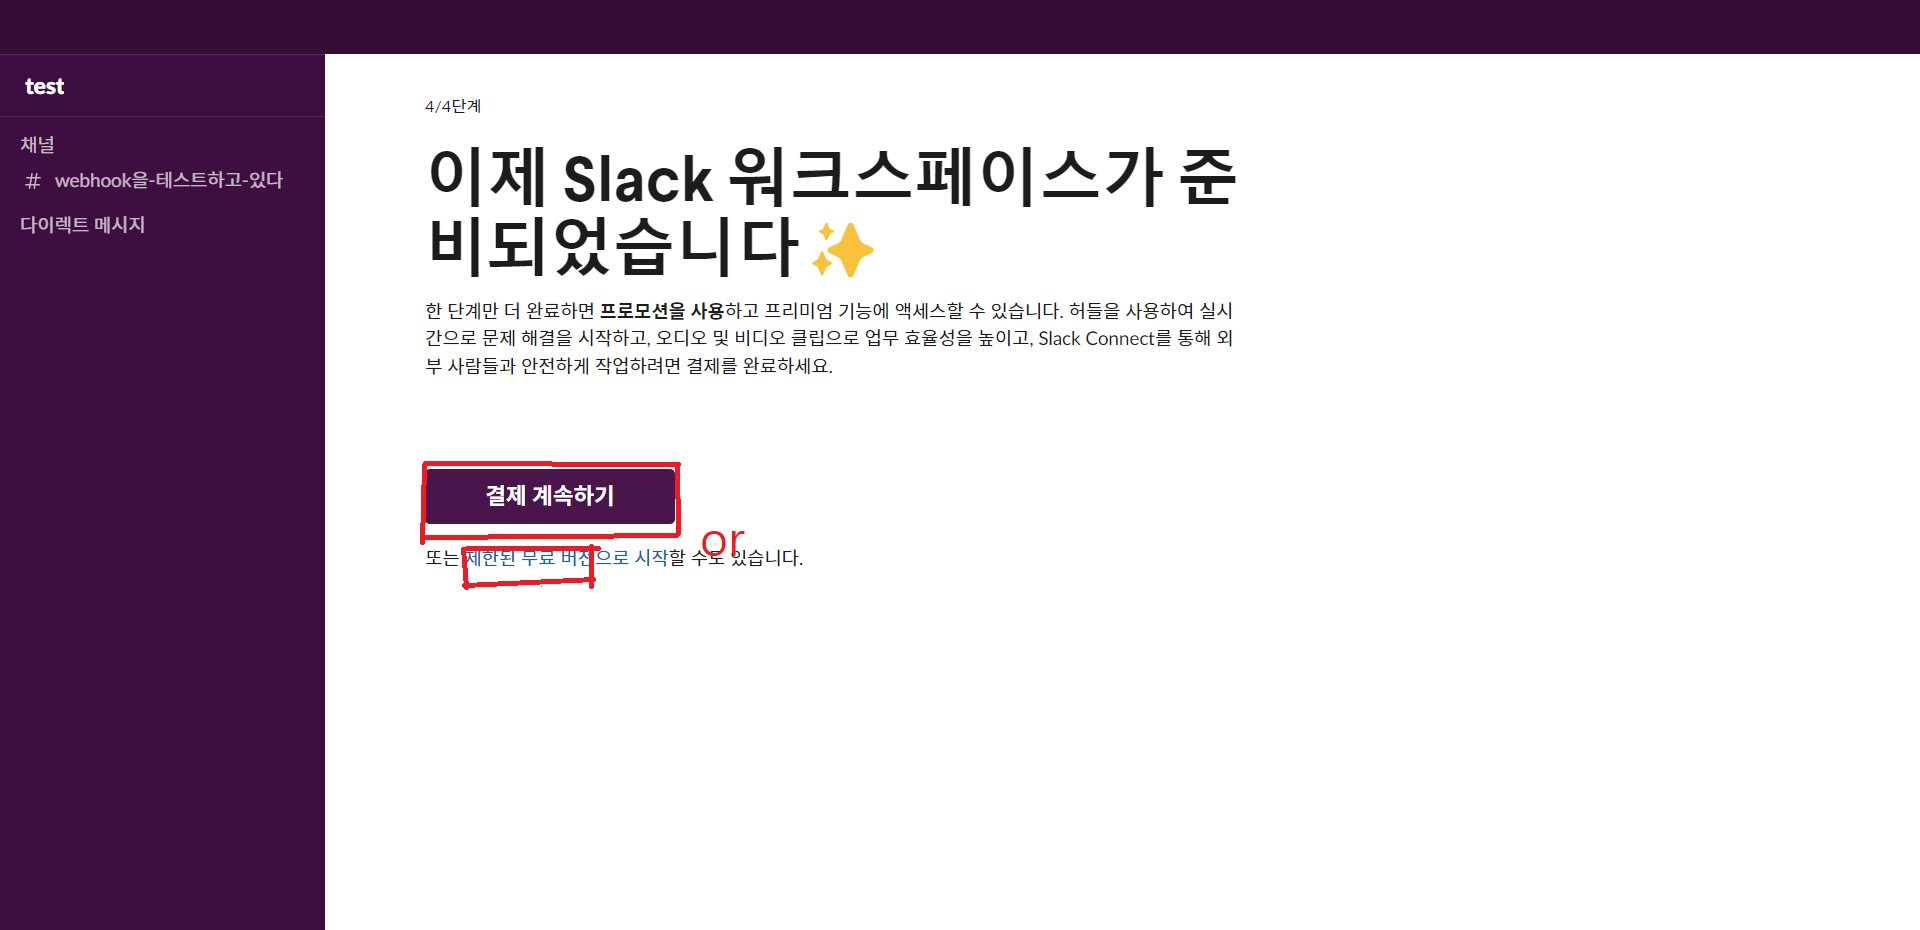 test
채널
# webhook을-테스트하고-있다
다이렉트 메시지
4/4단계
이제 Slack 워크스페이스가 준
비되었습니다
한 단계만 더 완료하면 프로모션을 사용하고 프리미엄 기능에 액세스할 수 있습니다. 허들을 사용하여 실시
간으로 문제 해결을 시작하고, 오디오 및 비디오 클립으로 업무 효율성을 높이고, Slack Connect를 통해 외
부 사람들과 안전하게 작업하려면 결제를 완료하세요.
결제 계속하기
or
또는 제한된 무료 버전으로 시작할 수도 있습니다.